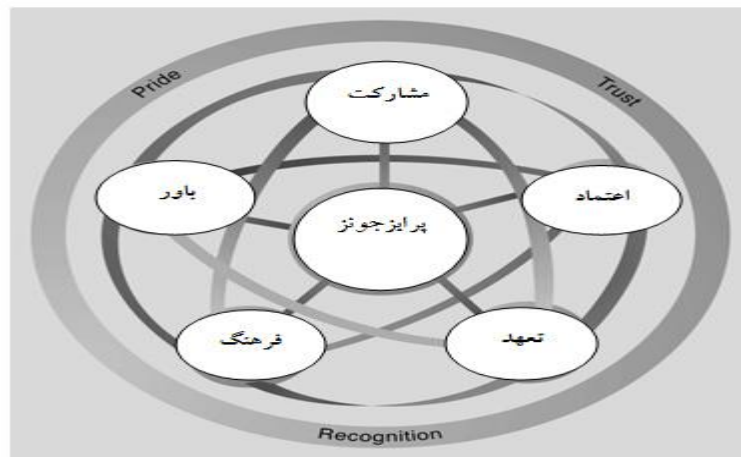 Pride
Trust
مشارکت
باور
اعتماد
پرایزجونز
فرهنگ
تعهد
Recognition